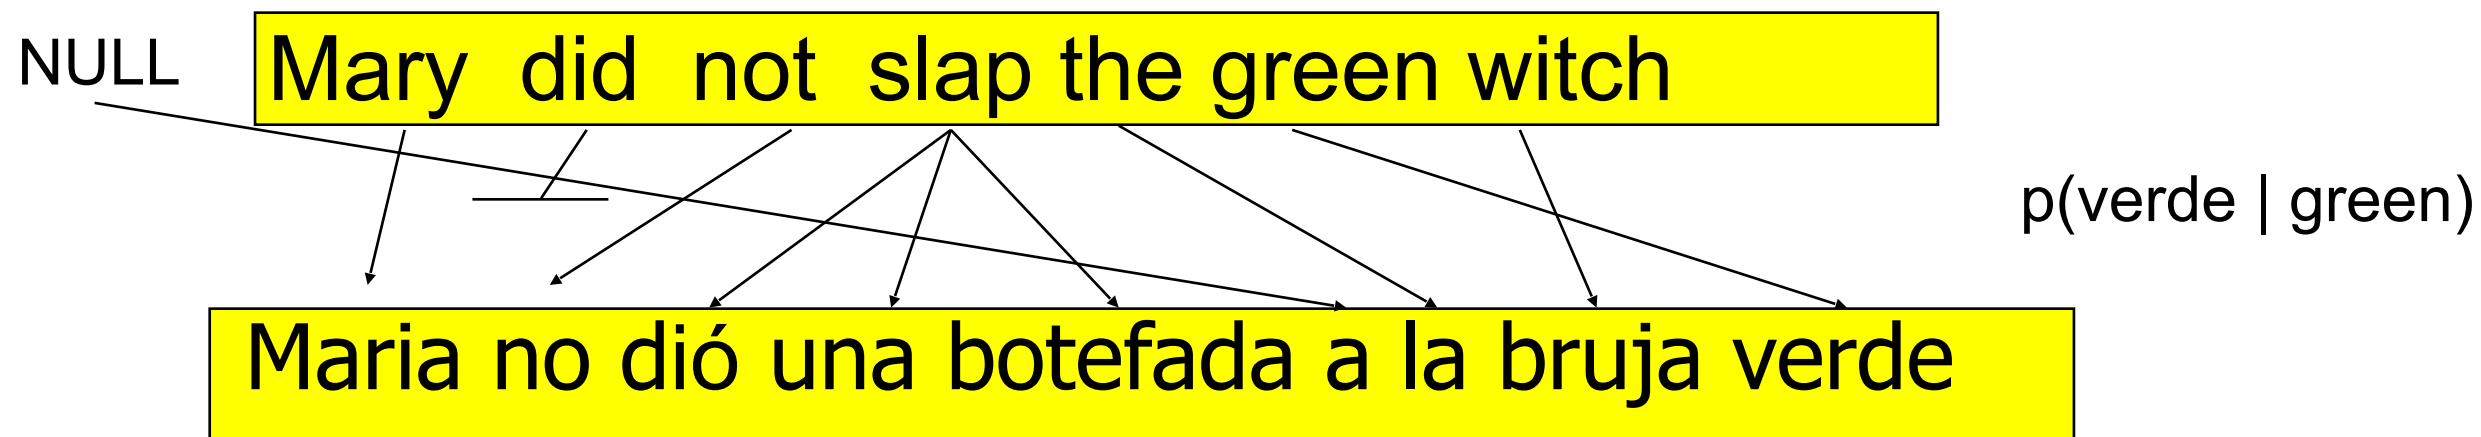 NULL Mary did not slap the green witch
p(verde | green)
Maria no dió una botefada a la bruja verde